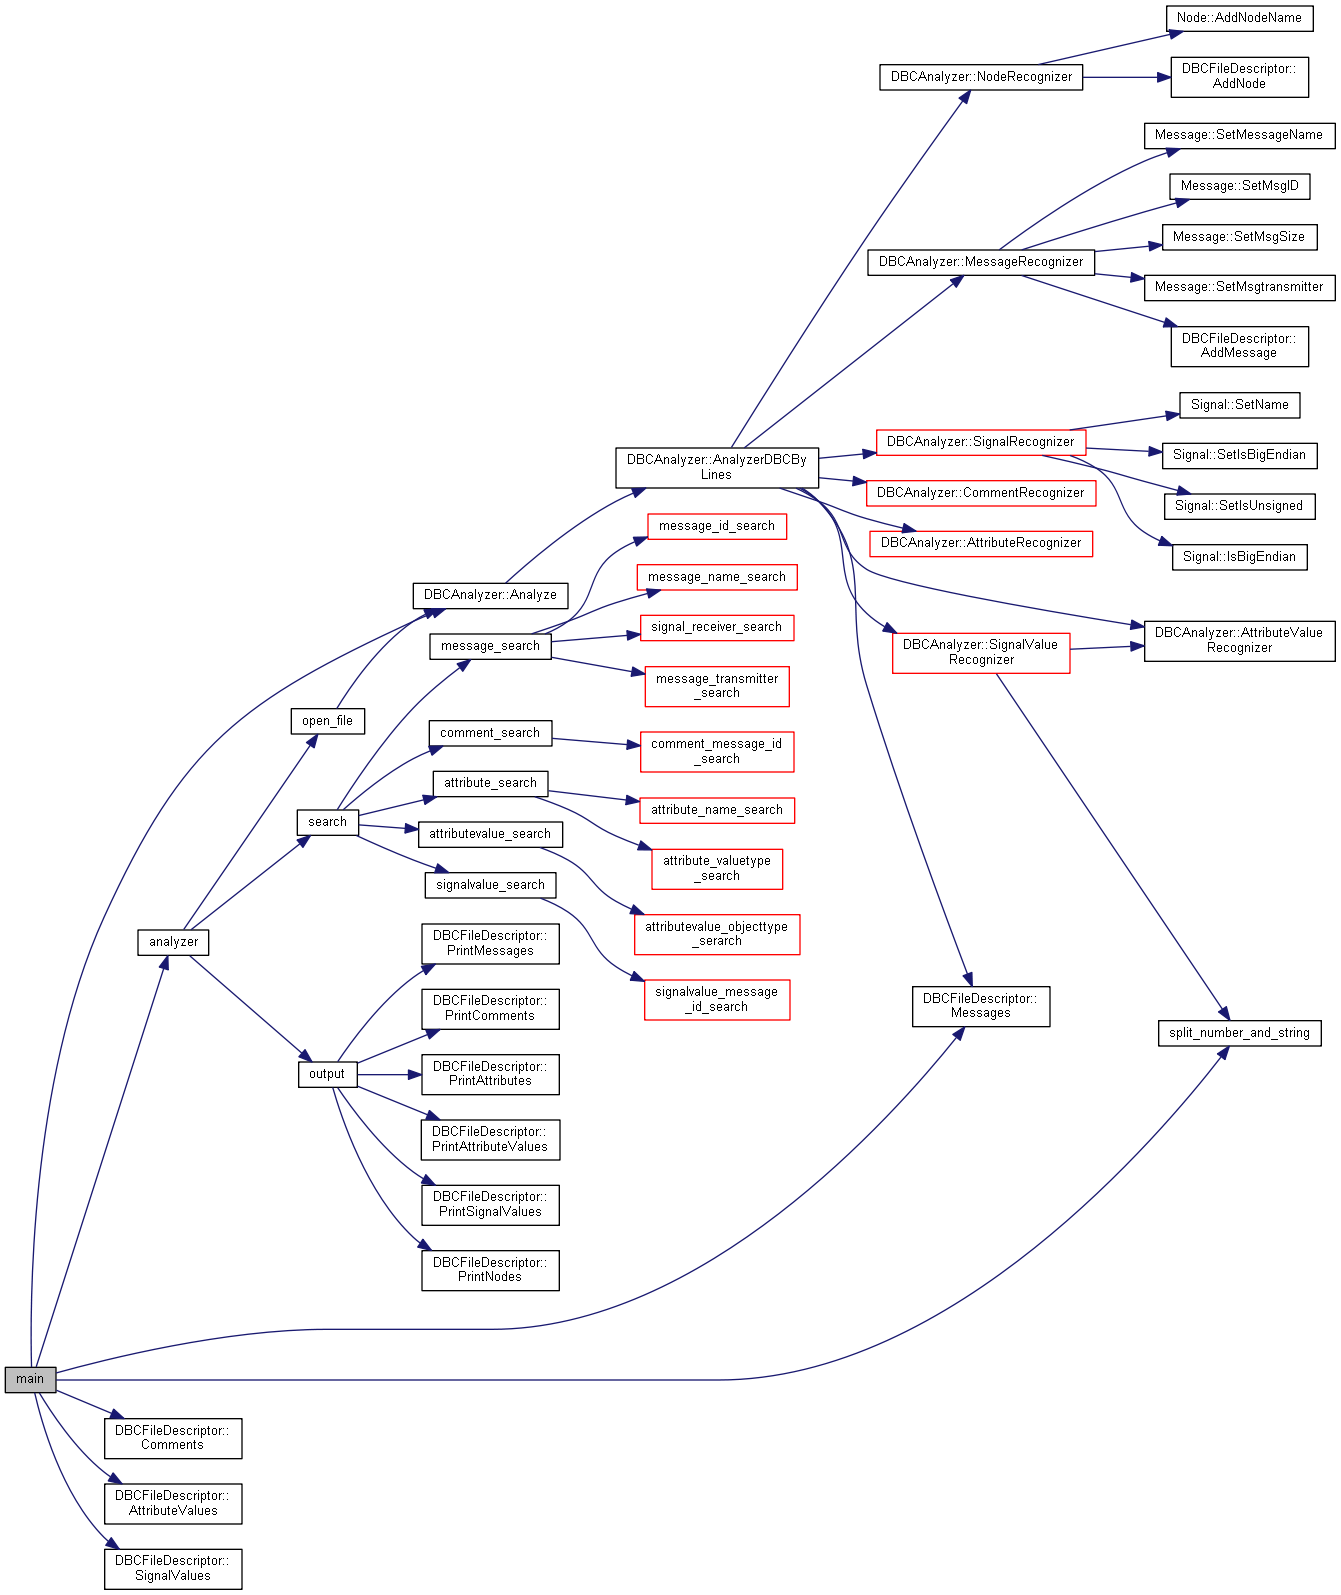 Node::AddNodeName
DBCAnalyzer::NodeRecognizer
DBCFileDescriptor::
AddNode
Message::SetMessageName
Message::SetMsgID
Message::SetMsgSize
DBCAnalyzer::MessageRecognizer
Message::SetMsgtransmitter
DBCFileDescriptor::
AddMessage
Signal::SetName
DBCAnalyzer::SignalRecognizer
Signal::SetIsBigEndian
DBCAnalyzer::AnalyzerDBCBy
Lines
DBCAnalyzer::CommentRecognizer
Signal::SetIsUnsigned
message_id_search
DBCAnalyzer::AttributeRecognizer
Signal::IsBigEndian
message_name_search
DBCAnalyzer::Analyze
signal_receiver_search
message_search
DBCAnalyzer::SignalValue
Recognizer
DBCAnalyzer::AttributeValue
Recognizer
message_transmitter
_search
open_file
comment_search
comment_message_id
_search
attribute_search
attribute_name_search
search
attributevalue_search
attribute_valuetype
_search
signalvalue_search
attributevalue_objecttype
_serarch
analyzer
DBCFileDescriptor::
PrintMessages
signalvalue_message
_id_search
DBCFileDescriptor::
PrintComments
DBCFileDescriptor::
Messages
split_number_and_string
output
DBCFileDescriptor::
PrintAttributes
DBCFileDescriptor::
PrintAttributeValues
DBCFileDescriptor::
PrintSignalValues
DBCFileDescriptor::
PrintNodes
main
DBCFileDescriptor::
Comments
DBCFileDescriptor::
AttributeValues
DBCFileDescriptor::
SignalValues